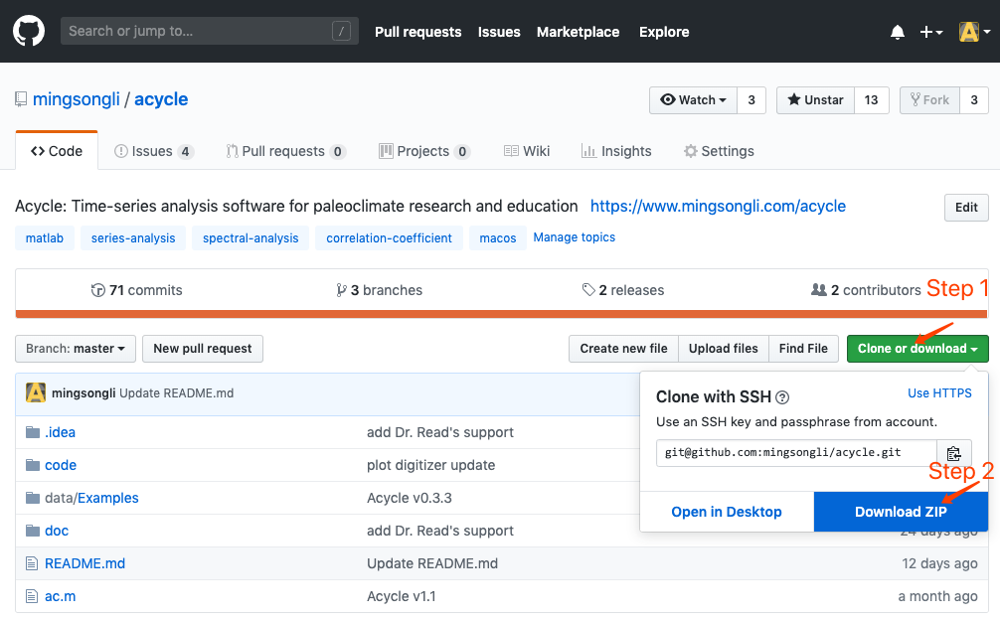 Search or jump to... / Pull requests Issues Marketplace Explore
mingsongli / acycle Watch 3 Unstar 13 Fork 3
Code Issues 4 Pull requests 0 Projects 0 Wiki Insights Settings
Acycle: Time-series analysis software for paleoclimate research and education https://www.mingsongli.com/acycle Edit
matlab series-analysis spectral-analysis correlation-coefficient macos Manage topics
71 commits 3 branches 2 releases 2 contributors Step 1
Branch: master New pull request Create new file Upload files Find File Clone or download
mingsongli Update README.md
Clone with SSH Use HTTPS
Use an SSH key and passphrase from account.
git@github.com:mingsongli/acycle.git
Step 2
Open in Desktop Download ZIP
.idea add Dr. Read's support
code plot digitizer update
data/Examples Acycle v0.3.3
doc add Dr. Read's support 24 days ago
README.md Update README.md 12 days ago
ac.m Acycle v1.1 a month ago